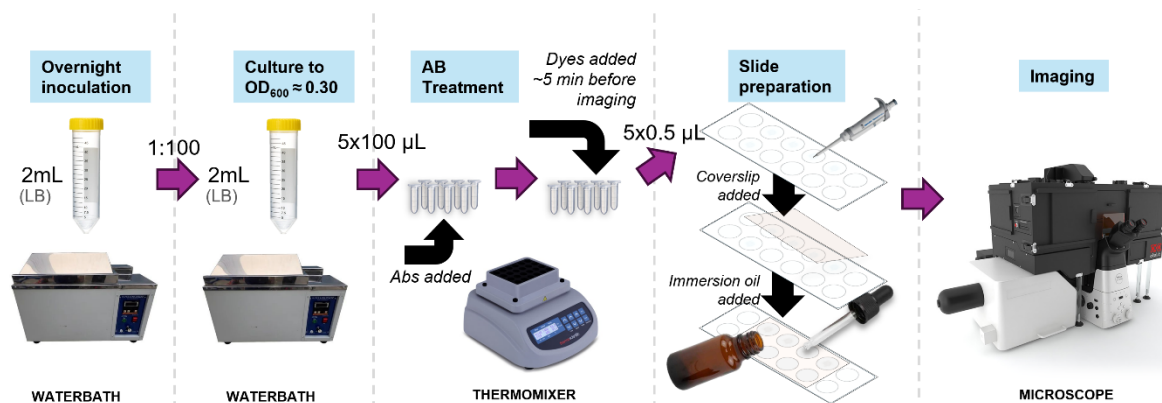 Overnight
inoculation
2mL
(LB)
WATERBATH
1:100
Culture to
OD600 ≈ 0.30
2mL
(LB)
WATERBATH
5x100 µL
AB
Treatment
Abs added
Dyes added
~5 min before
imaging
THERMOMIXER
5x0.5 µL
Slide
preparation
Coverslip
added
Immersion oil
added
Imaging
MICROSCOPE